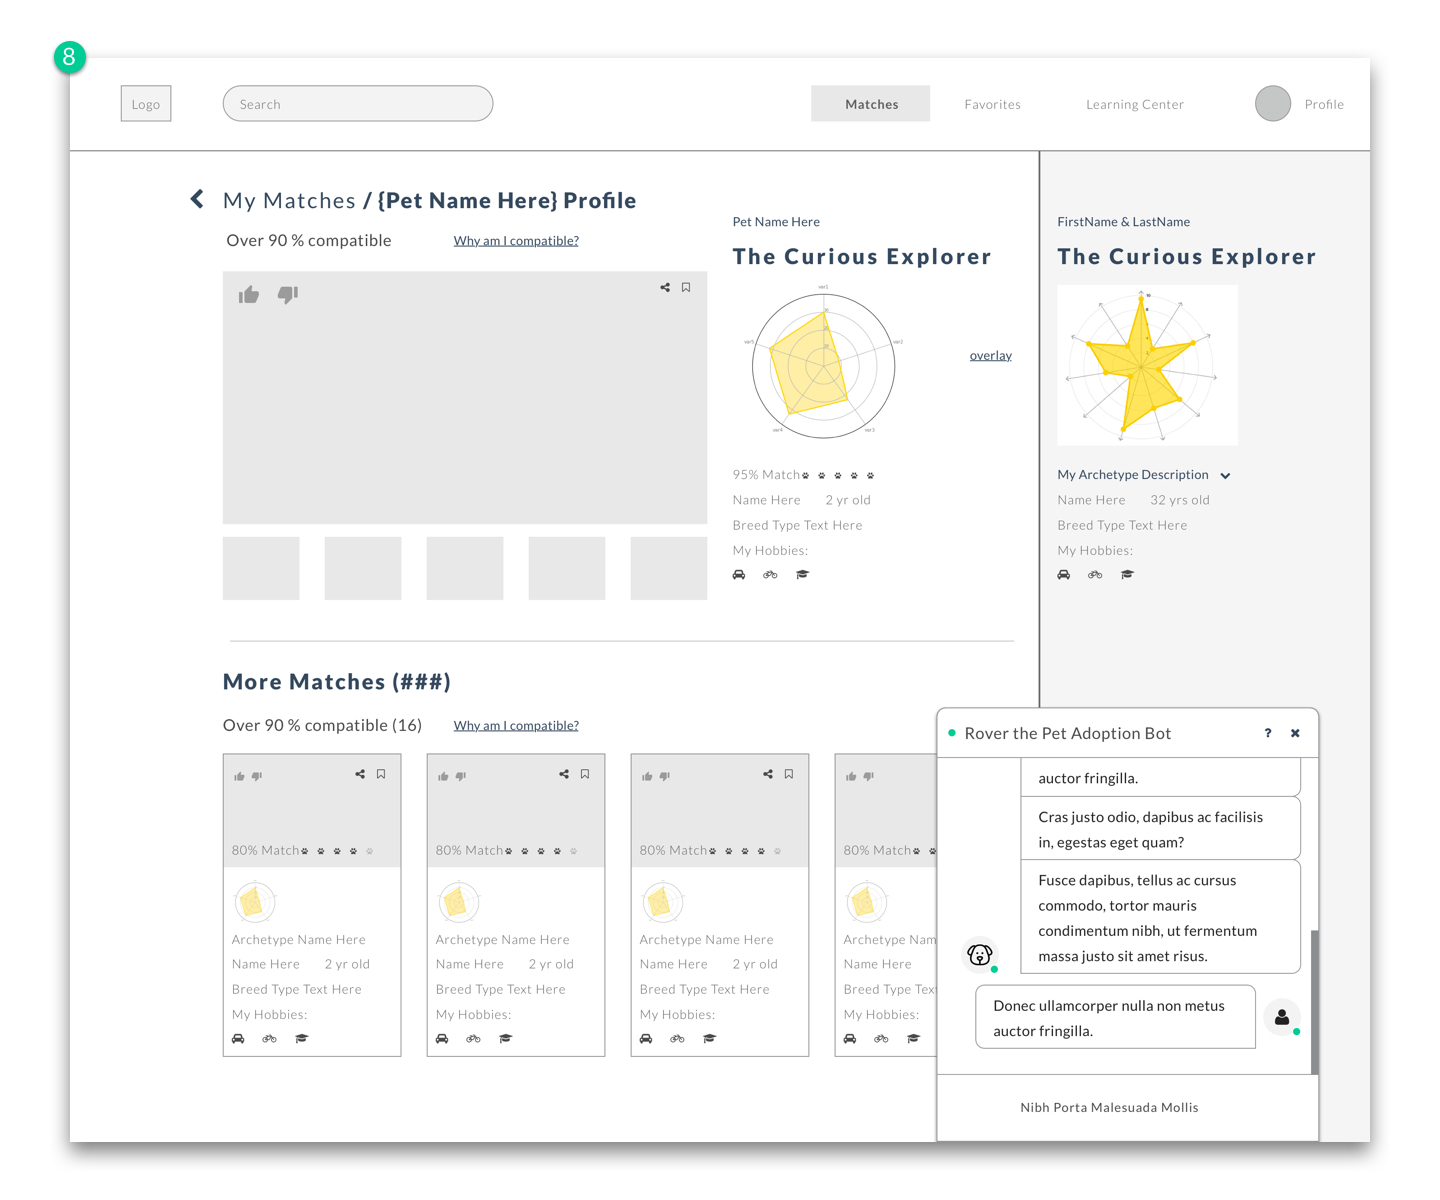 8
Logo
Search
Matches
Favorites
Learning Center
Profile
My Matches / {Pet Name Here} Profile
Over 90 % compatible
Why am I compatible?
Pet Name Here
The Curious Explorer
var1
var2
var3
var4
var5
overlay
95% Match
Name Here 2 yr old
Breed Type Text Here
My Hobbies:
FirstName & LastName
The Curious Explorer
My Archetype Description
Name Here 32 yrs old
Breed Type Text Here
My Hobbies:
More Matches (###)
Over 90 % compatible (16)
Why am I compatible?
80% Match
Archetype Name Here
Name Here 2 yr old
Breed Type Text Here
My Hobbies:
80% Match
Archetype Name Here
Name Here 2 yr old
Breed Type Text Here
My Hobbies:
80% Match
Archetype Name Here
Name Here 2 yr old
Breed Type Text Here
My Hobbies:
80% Match
Archetype Nam
Name Here
Breed Type Tex
My Hobbies:
Rover the Pet Adoption Bot
?
auctor fringilla.
Cras justo odio, dapibus ac facilisis
in, egestas eget quam?
Fusce dapibus, tellus ac cursus
commodo, tortor mauris
condimentum nibh, ut fermentum
massa justo sit amet risus.
Donec ullamcorper nulla non metus
auctor fringilla.
Nibh Porta Malesuada Mollis